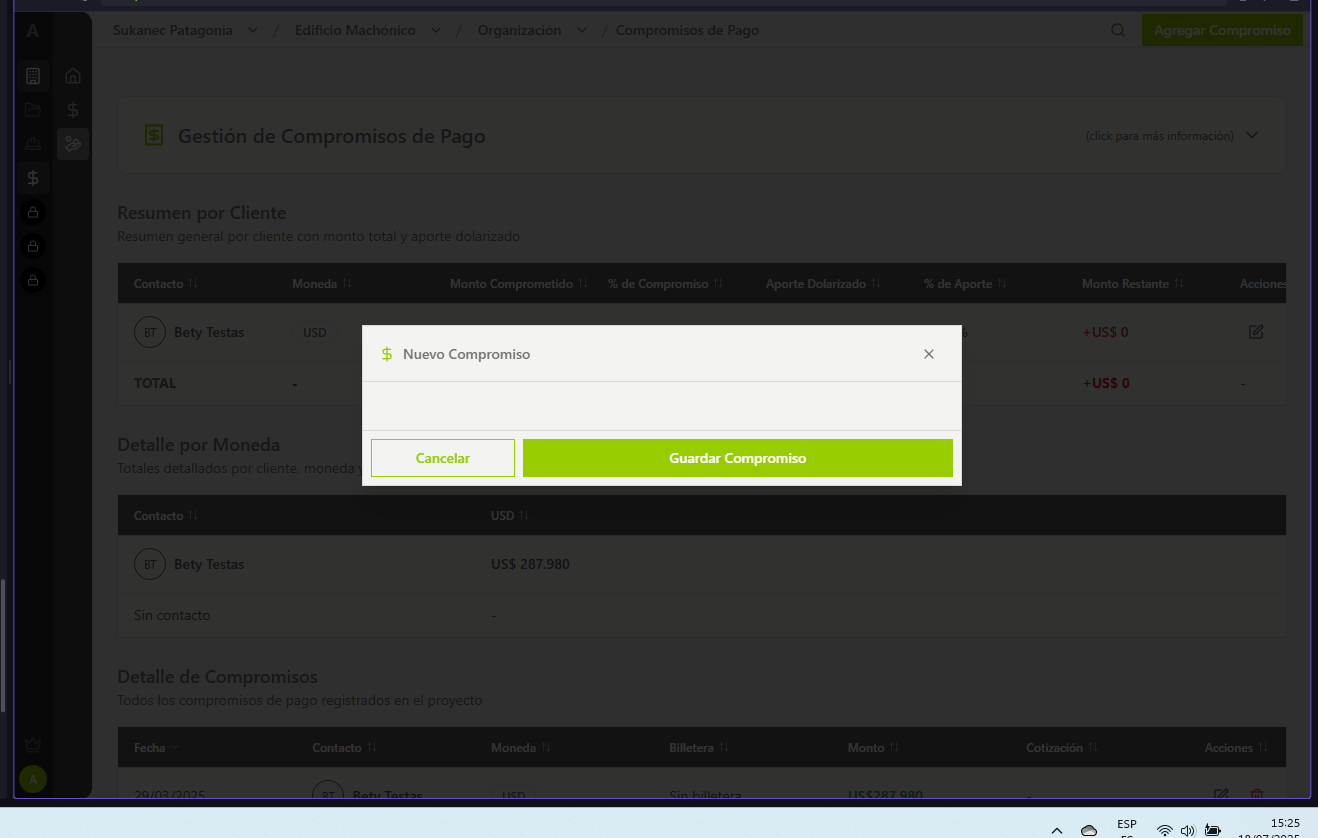 A
Sukanec Patagonia / Edificio Machónico / Organización / Compromisos de Pago
Agregar Compromiso
$ Gestión de Compromisos de Pago
(click para más información)
Resumen por Cliente
Resumen general por cliente con monto total y aporte dolarizado
Contacto Moneda Monto Comprometido % de Compromiso Aporte Dolarizado % de Aporte Monto Restante Acciones
BT Bety Testas USD % +US$ 0
TOTAL - +US$ 0 -
$ Nuevo Compromiso
Cancelar
Guardar Compromiso
Detalle por Moneda
Totales detallados por cliente, moneda y
Contacto USD
BT Bety Testas US$ 287.980
Sin contacto -
Detalle de Compromisos
Todos los compromisos de pago registrados en el proyecto
Fecha Contacto Moneda Billetera Monto Cotización Acciones
29/03/2025 BT Bety Testas USD Sin billetera US$287.980 -
A
ESP
ES
15:25
18/07/2025